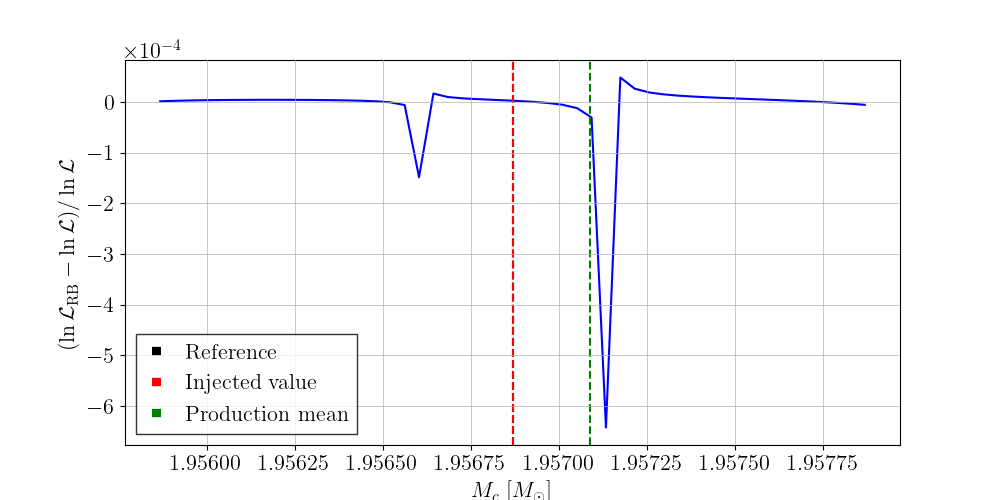 ×10⁻⁴
0
−1
−2
−3
−4
−5
−6
(ln ℒ_RB − ln ℒ)/ ln ℒ
Reference
Injected value
Production mean
1.95600 1.95625 1.95650 1.95675 1.95700 1.95725 1.95750 1.95775
M_c [M_⊙]